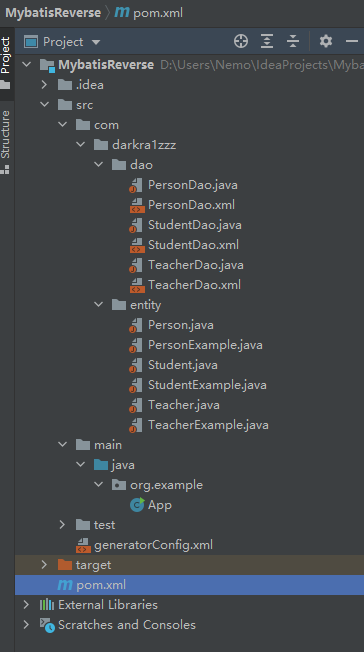 MybatisReverse
pom.xml
Project
Structure
Project
MybatisReverse D:\Users\Nemo\IdeaProjects\Myba
.idea
src
com
darkra1zzz
dao
PersonDao.java
PersonDao.xml
StudentDao.java
StudentDao.xml
TeacherDao.java
TeacherDao.xml
entity
Person.java
PersonExample.java
Student.java
StudentExample.java
Teacher.java
TeacherExample.java
main
java
org.example
App
test
generatorConfig.xml
target
pom.xml
External Libraries
Scratches and Consoles